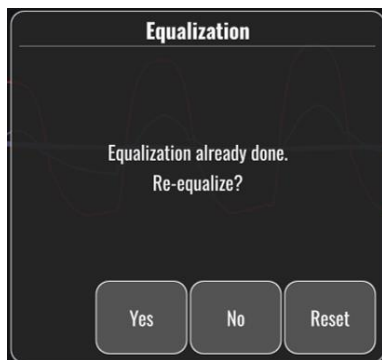 Equalization
Equalization already done.
Re-equalize?
Yes
No
Reset